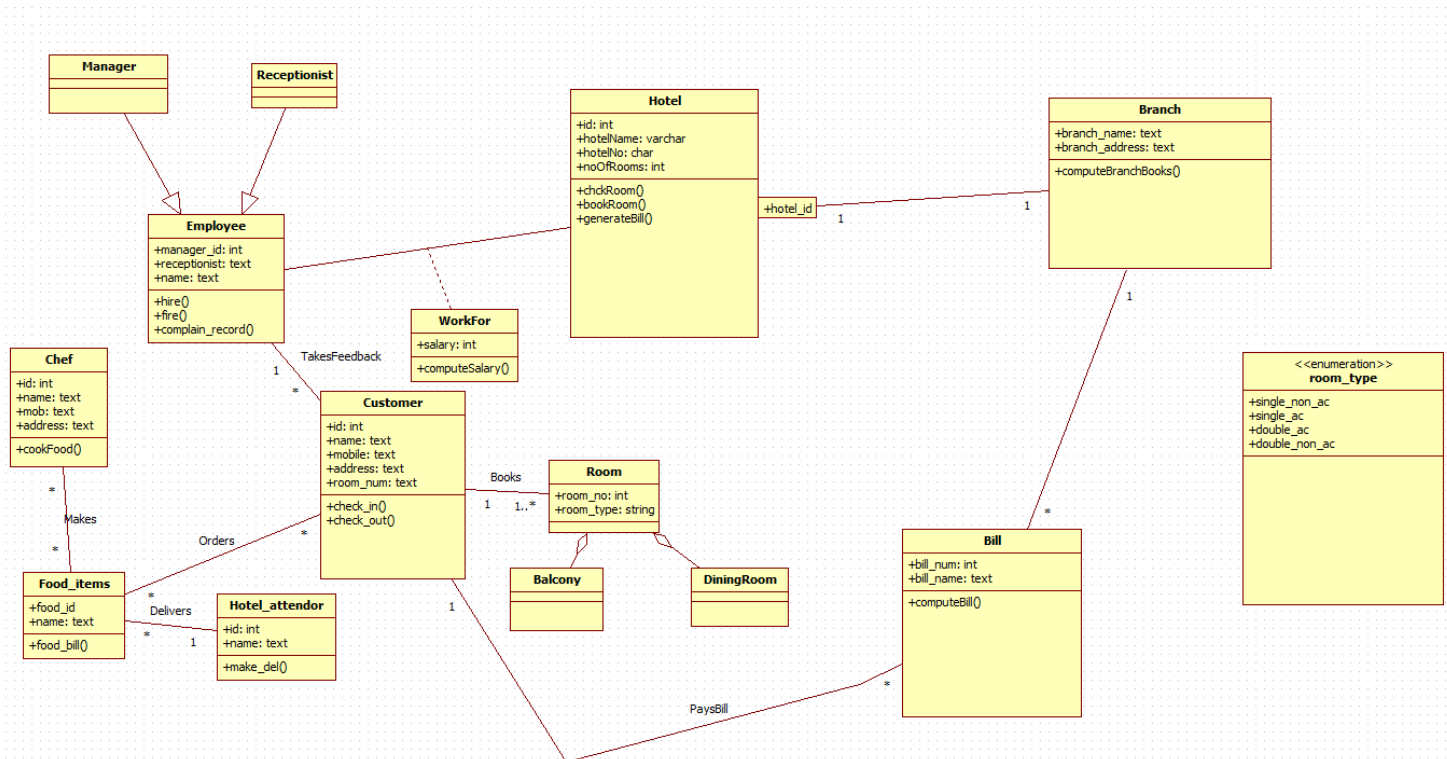 Manager
Receptionist
Hotel
+id: int
+hotelName: varchar
+hotelNo: char
+noOfRooms: int
+chckRoom()
+bookRoom()
+generateBill()
+hotel_id
1
1
Branch
+branch_name: text
+branch_address: text
+computeBranchBooks()
1
Employee
+manager_id: int
+receptionist: text
+name: text
+hire()
+fire()
+complain_record()
WorkFor
+salary: int
+computeSalary()
TakesFeedback
1
*
Chef
+id: int
+name: text
+mob: text
+address: text
+cookFood()
*
Makes
*
Customer
+id: int
+name: text
+mobile: text
+address: text
+room_num: text
+check_in()
+check_out()
Books
1
1..*
Room
+room_no: int
+room_type: string
Balcony
DiningRoom
<<enumeration>>
room_type
+single_non_ac
+single_ac
+double_ac
+double_non_ac
Orders
*
*
Food_items
+food_id
+name: text
+food_bill()
Delivers
*
1
Hotel_attendor
+id: int
+name: text
+make_del()
*
Bill
+bill_num: int
+bill_name: text
+computeBill()
1
*
PaysBill